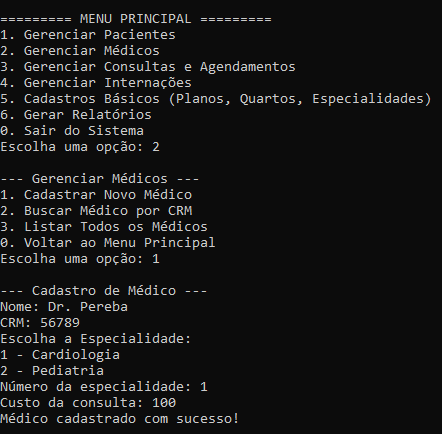 ========= MENU PRINCIPAL =========
1. Gerenciar Pacientes
2. Gerenciar Médicos
3. Gerenciar Consultas e Agendamentos
4. Gerenciar Internações
5. Cadastros Básicos (Planos, Quartos, Especialidades)
6. Gerar Relatórios
0. Sair do Sistema
Escolha uma opção: 2
--- Gerenciar Médicos ---
1. Cadastrar Novo Médico
2. Buscar Médico por CRM
3. Listar Todos os Médicos
0. Voltar ao Menu Principal
Escolha uma opção: 1
--- Cadastro de Médico ---
Nome: Dr. Pereba
CRM: 56789
Escolha a Especialidade:
1 - Cardiologia
2 - Pediatria
Número da especialidade: 1
Custo da consulta: 100
Médico cadastrado com sucesso!